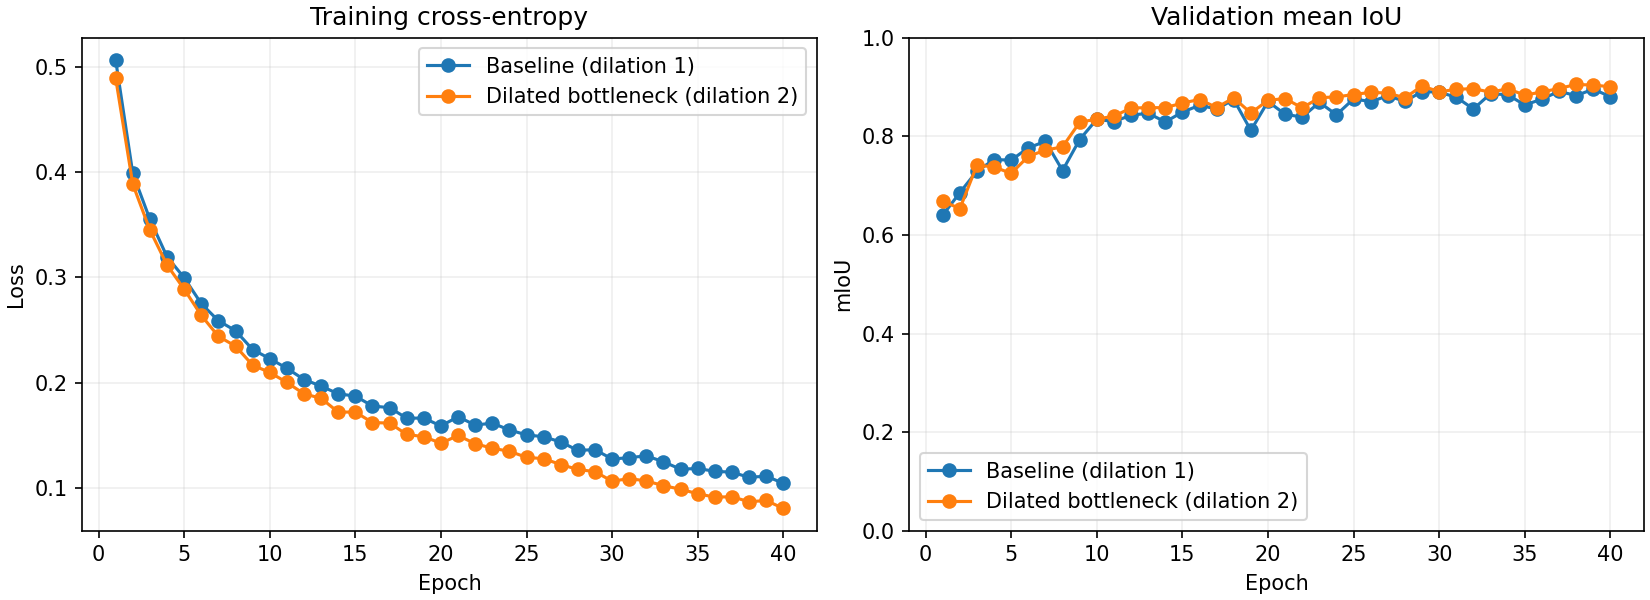 Training cross-entropy
Loss
0.5
0.4
0.3
0.2
0.1
Baseline (dilation 1)
Dilated bottleneck (dilation 2)
0 5 10 15 20 25 30 35 40
Epoch
Validation mean IoU
mIoU
1.0
0.8
0.6
0.4
0.2
0.0
Baseline (dilation 1)
Dilated bottleneck (dilation 2)
0 5 10 15 20 25 30 35 40
Epoch